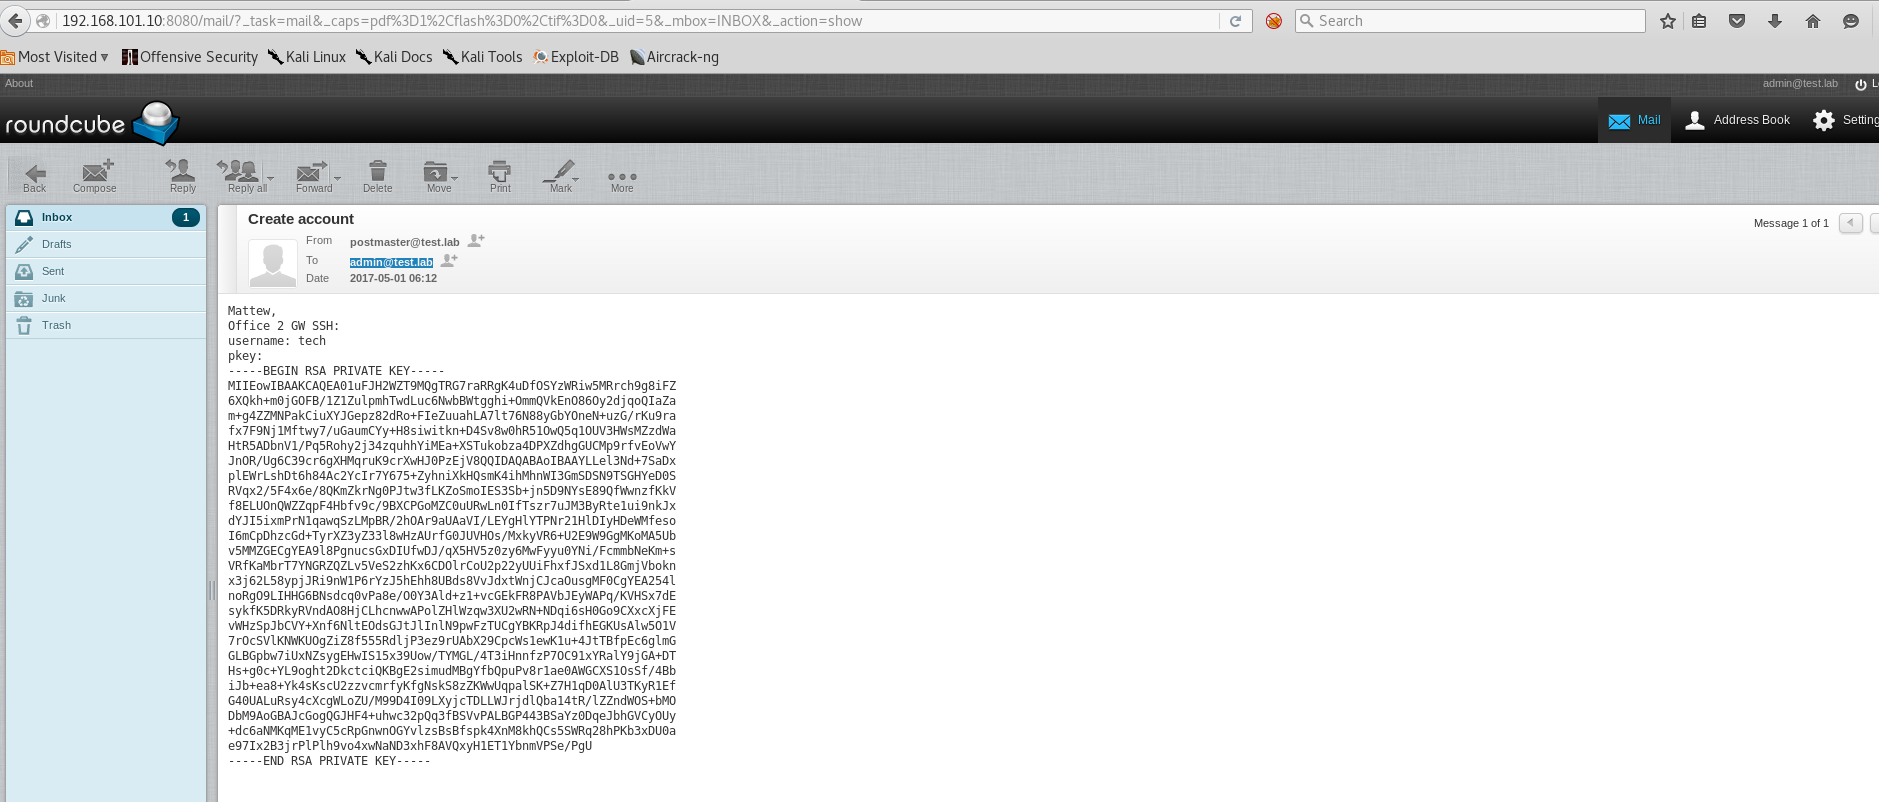 192.168.101.10:8080/mail/?_task=mail&_caps=pdf%3D1%2Cflash%3D0%2Ctif%3D0&_uid=5&_mbox=INBOX&_action=show
Search
Most Visited
Offensive Security
Kali Linux
Kali Docs
Kali Tools
Exploit-DB
Aircrack-ng
About
admin@test.lab
roundcube
Mail
Address Book
Back
Compose
Reply
Reply all
Forward
Delete
Move
Print
Mark
More
Inbox 1
Drafts
Sent
Junk
Trash
Create account
Message 1 of 1
From postmaster@test.lab
To admin@test.lab
Date 2017-05-01 06:12
Mattew,
Office 2 GW SSH:
username: tech
pkey:
-----BEGIN RSA PRIVATE KEY-----
MIIEowIBAAKCAQEA01uFJH2WZT9MQgTRG7raRRgK4uDfOSYzWRiw5MRrch9g8iFZ
6XQkh+m0jGOFB/1Z1ZulpmhTwdLuc6NwbBWtgghi+OmmQVkEnO86Oy2djqoQIaZa
m+g4ZZMNPakCiuXYJGepz82dRo+FIeZuuahLA7lt76N88yGbYOneN+uzG/rKu9ra
fx7F9Nj1Mftwy7/uGaumCYy+H8siwitkn+D4Sv8w0hR51OwQ5q1OUV3HWsMZzdWa
HtR5ADbnV1/Pq5Rohy2j34zquhhYiMEa+XSTukobza4DPXZdhgGUCMp9rfvEoVwY
JnOR/Ug6C39cr6gXHMqruK9crXwHJ0PzEjV8QQIDAQABAoIBAAYLLel3Nd+7SaDx
plEWrLshDt6h84Ac2YcIr7Y675+ZyhniXkHQsmK4ihMhnWI3GmSDSN9TSGHYeD0S
RVqx2/5F4x6e/8QKmZkrNg0PJtw3fLKZoSmoIES3Sb+jn5D9NYsE89QfWwnzfKkV
f8ELUOnQWZZqpF4Hbfv9c/9BXCPGoMZC0uURwLn0IfTszr7uJM3ByRte1ui9nkJx
dYJI5ixmPrN1qawqSzLMpBR/2hOAr9aUAaVI/LEYgHlYTPNr21HlDIyHDeWMfeso
I6mCpDhzcGd+TyrXZ3yZ33l8wHzAUrfG0JUVHOs/MxkyVR6+U2E9W9GgMKoMA5Ub
v5MMZGECgYEA9l8PgnucsGxDIUfwDJ/qX5HV5z0zy6MwFyyu0YNi/FcmmbNeKm+s
VRfKaMbrT7YNGRZQZLv5VeS2zhKx6CDOlrCoU2p22yUUiFhxfJSxd1L8GmjVbokn
x3j62L58ypjJRi9nW1P6rYzJ5hEhh8UBds8VvJdxtWnjCJcaOusgMF0CgYEA254l
noRgO9LIHHG6BNsdcq0vPa8e/O0Y3Ald+z1+vcGEkFR8PAVbJEyWAPq/KVHSx7dE
sykfK5DRkyRVndAO8HjCLhcnwwAPolZHlWzqw3XU2wRN+NDqi6sH0Go9CXxcXjFE
vWHzSpJbCVY+Xnf6NltEOdsGJtJlInlN9pwFzTUCgYBKRpJ4difhEGKUsAlw5O1V
7rOcSVlKNWKUOgZiZ8f555RdljP3ez9rUAbX29CpcWs1ewK1u+4JtTBfpEc6glmG
GLBGpbw7iUxNZsygEHwIS15x39Uow/TYMGL/4T3iHnnfzP7OC91xYRalY9jGA+DT
Hs+g0c+YL9oght2DkctciQKBgE2simudMBgYfbQpuPv8r1ae0AWGCXS1OsSf/4Bb
iJb+ea8+Yk4sKscU2zzvcmrfyKfgNskS8zZKWwUqpalSK+Z7H1qD0AlU3TKyR1Ef
G40UALuRsy4cXcgWLoZU/M99D4I09LXyjcTDLLWJrjdlQba14tR/lZZndWOS+bMO
DbM9AoGBAJcGogQGJHF4+uhwc32pQq3fBSVvPALBGP443BSaYz0DqeJbhGVCyOUy
+dc6aNMKqME1vyC5cRpGnwnOGYvlzsBsBfspk4XnM8khQCs5SWRq28hPKb3xDU0a
e97Ix2B3jrPlPlh9vo4xwNaND3xhF8AVQxyH1ET1YbnmVPSe/PgU
-----END RSA PRIVATE KEY-----